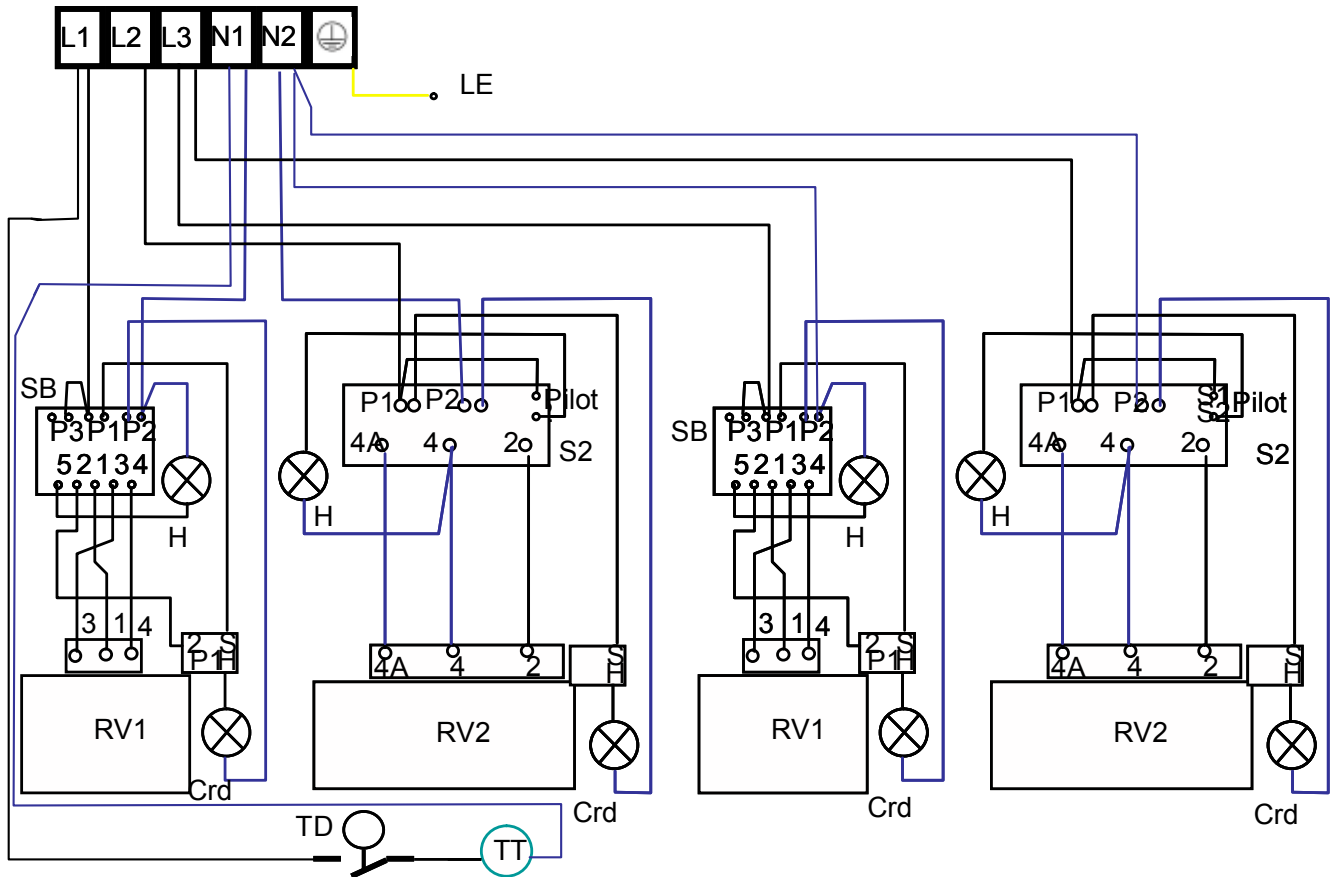 L1 L2 L3 N1 N2
LE
SB
P3 P1 P2
5 2 1 3 4
H
3 1 4
2 S
P1 H
RV1
Crd
P1 P2 Pilot
4A 4 2
S2
H
4A 4 2
S
H
RV2
Crd
SB
P3 P1 P2
5 2 1 3 4
H
3 1 4
2 S
P1 H
RV1
Crd
P1 P2 S1 Pilot
S2
4A 4 2
S2
H
4A 4 2
S
H
RV2
Crd
TD
TT